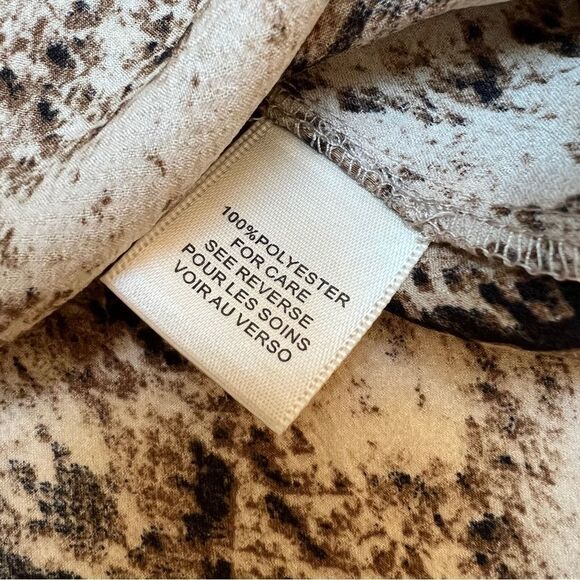 100%POLYESTER
FOR CARE
SEE REVERSE
POUR LES SOINS
VOIR AU VERSO